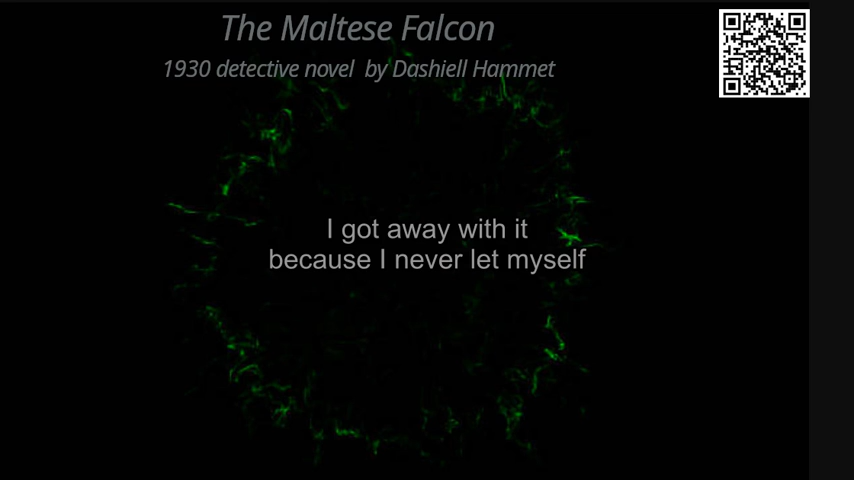 The Maltese Falcon
1930 detective novel by Dashiell Hammet
I got away with it
because I never let myself